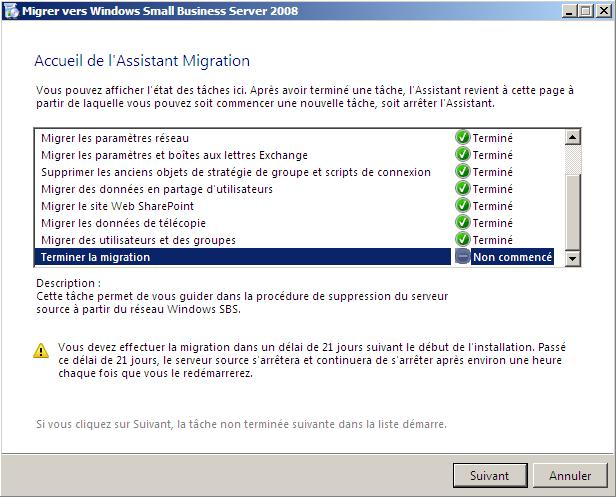 Migrer vers Windows Small Business Server 2008
Accueil de l'Assistant Migration
Vous pouvez afficher l'état des tâches ici. Après avoir terminé une tâche, l'Assistant revient à cette page à
partir de laquelle vous pouvez soit commencer une nouvelle tâche, soit arrêter l'Assistant.
Migrer les paramètres réseau Terminé
Migrer les paramètres et boîtes aux lettres Exchange Terminé
Supprimer les anciens objets de stratégie de groupe et scripts de connexion Terminé
Migrer des données en partage d'utilisateurs Terminé
Migrer le site Web SharePoint Terminé
Migrer les données de télécopie Terminé
Migrer des utilisateurs et des groupes Terminé
Terminer la migration Non commencé
Description :
Cette tâche permet de vous guider dans la procédure de suppression du serveur
source à partir du réseau Windows SBS.
Vous devez effectuer la migration dans un délai de 21 jours suivant le début de l'installation. Passé
ce délai de 21 jours, le serveur source s'arrêtera et continuera de s'arrêter après environ une heure
chaque fois que vous le redémarrerez.
Si vous cliquez sur Suivant, la tâche non terminée suivante dans la liste démarre.
Suivant Annuler